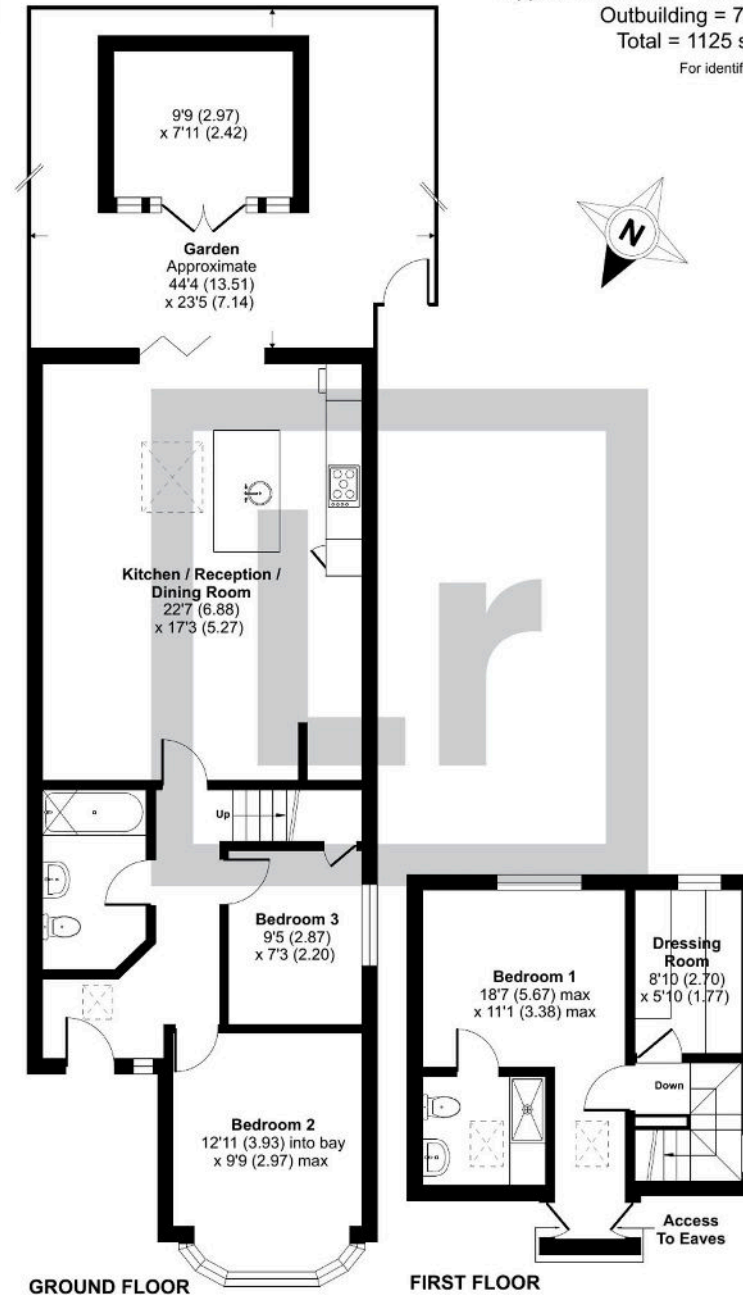 Outbuilding = 7
Total = 1125 s
For identif
9'9 (2.97)
x 7'11 (2.42)
N
Garden
Approximate
44'4 (13.51)
x 23'5 (7.14)
Kitchen / Reception /
Dining Room
22'7 (6.88)
x 17'3 (5.27)
Up
Bedroom 3
9'5 (2.87)
x 7'3 (2.20)
Bedroom 2
12'11 (3.93) into bay
x 9'9 (2.97) max
GROUND FLOOR
Bedroom 1
18'7 (5.67) max
x 11'1 (3.38) max
Dressing
Room
8'10 (2.70)
x 5'10 (1.77)
Down
Access
To Eaves
FIRST FLOOR